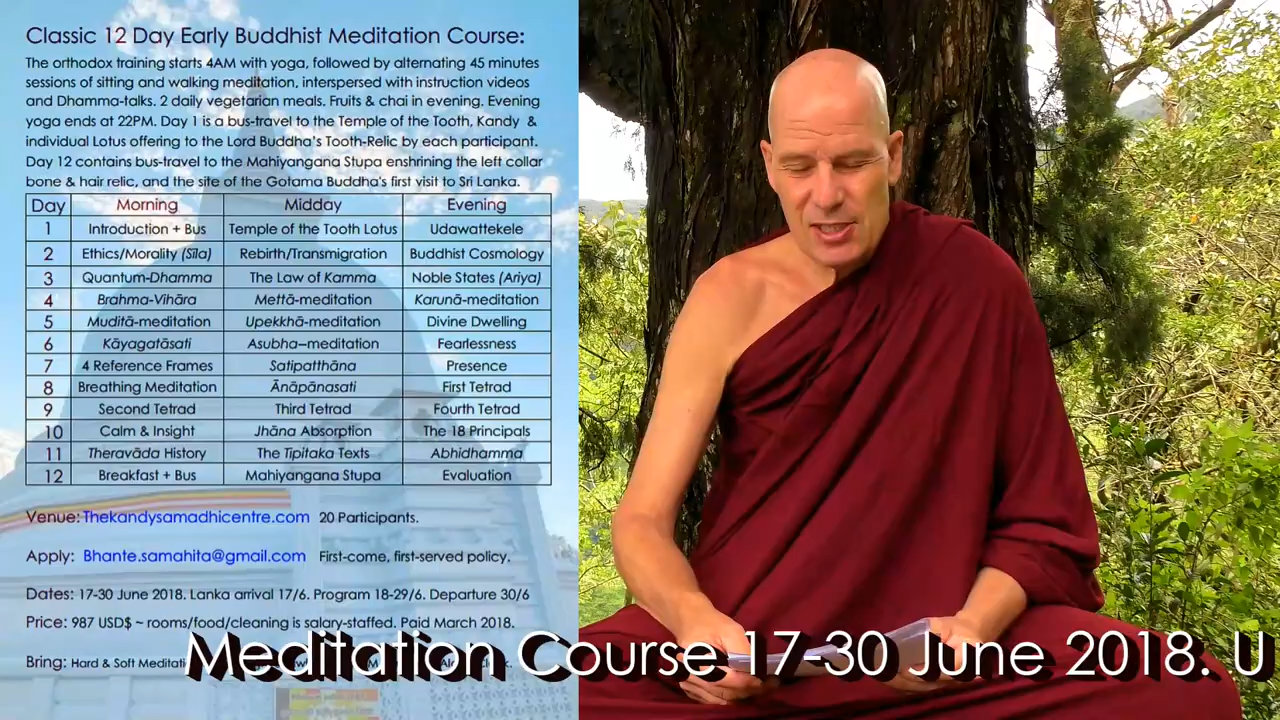 Classic 12 Day Early Buddhist Meditation Course:
The orthodox training starts 4AM with yoga, followed by alternating 45 minutes
sessions of sitting and walking meditation, interspersed with instruction videos
and Dhamma-talks. 2 daily vegetarian meals. Fruits & chai in evening. Evening
yoga ends at 22PM. Day 1 is a bus-travel to the Temple of the Tooth, Kandy &
individual Lotus offering to the Lord Buddha's Tooth-Relic by each participant.
Day 12 contains bus-travel to the Mahiyangana Stupa enshrining the left collar
bone & hair relic, and the site of the Gotama Buddha's first visit to Sri Lanka.
Day Morning Midday Evening
1 Introduction + Bus Temple of the Tooth Lotus Udawattekele
2 Ethics/Morality (Sīla) Rebirth/Transmigration Buddhist Cosmology
3 Quantum-Dhamma The Law of Kamma Noble States (Ariya)
4 Brahma-Vihāra Mettā-meditation Karunā-meditation
5 Muditā-meditation Upekkhā-meditation Divine Dwelling
6 Kāyagatāsati Asubha–meditation Fearlessness
7 4 Reference Frames Satipatthāna Presence
8 Breathing Meditation Ānāpānasati First Tetrad
9 Second Tetrad Third Tetrad Fourth Tetrad
10 Calm & Insight Jhāna Absorption The 18 Principals
11 Theravāda History The Tipitaka Texts Abhidhamma
12 Breakfast + Bus Mahiyangana Stupa Evaluation
Venue: Thekandysamadhicentre.com 20 Participants.
Apply: Bhante.samahita@gmail.com First-come, first-served policy.
Dates: 17-30 June 2018. Lanka arrival 17/6. Program 18-29/6. Departure 30/6
Price: 987 USD$ ~ rooms/food/cleaning is salary-staffed. Paid March 2018.
Bring: Hard & Soft
Meditation Course 17-30 June 2018. U